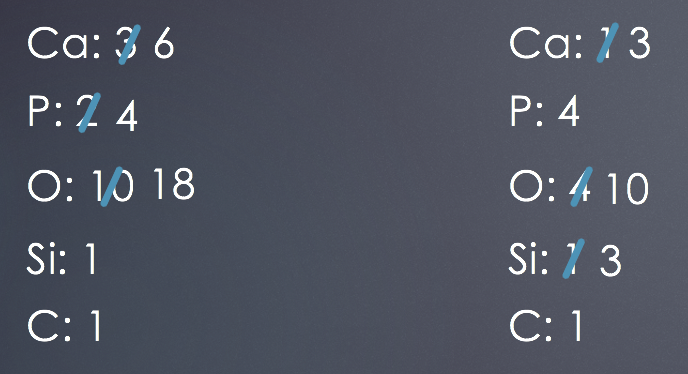 Ca: 3 6
P: 2 4
O: 10 18
Si: 1
C: 1
Ca: 1 3
P: 4
O: 4 10
Si: 1 3
C: 1